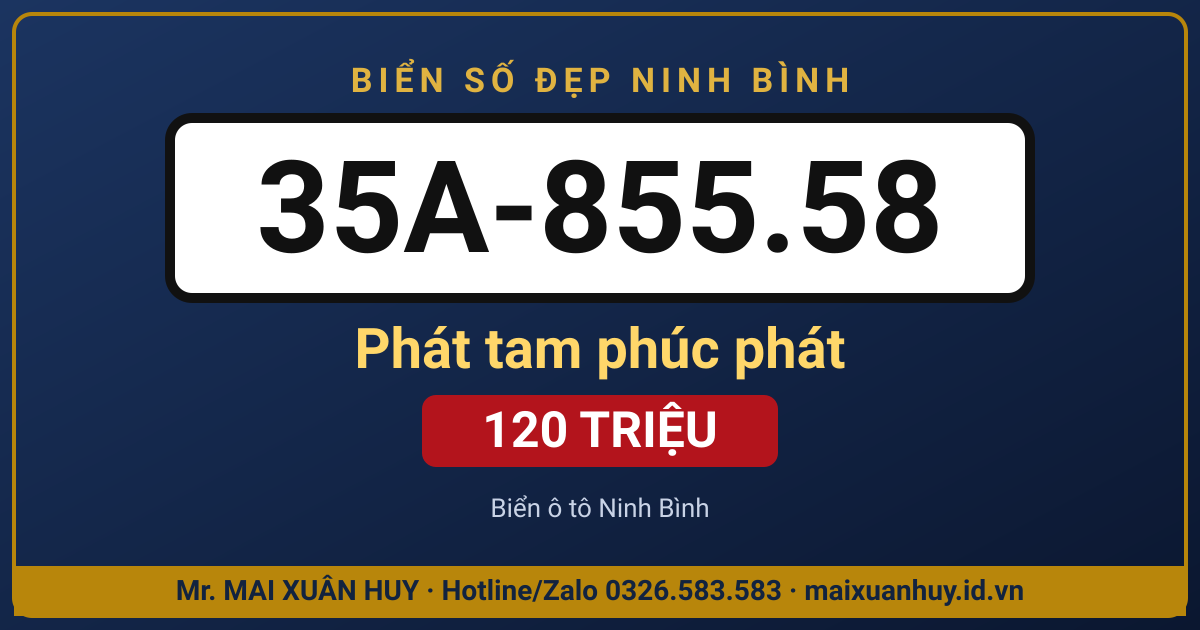 BIỂN SỐ ĐẸP NINH BÌNH
35A-855.58
Phát tam phúc phát
120 TRIỆU
Biển ô tô Ninh Bình
Mr. MAI XUÂN HUY · Hotline/Zalo 0326.583.583 · maixuanhuy.id.vn